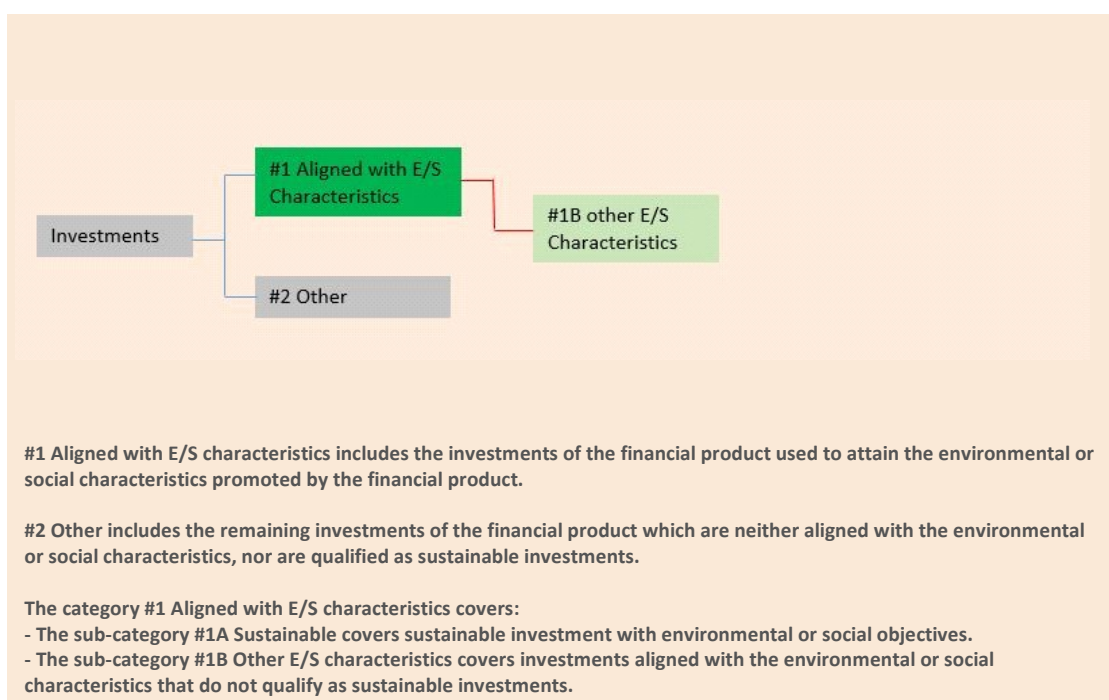 #1 Aligned with E/S
Characteristics
Investments
#1B other E/S
Characteristics
#2 Other
#1 Aligned with E/S characteristics includes the investments of the financial product used to attain the environmental or
social characteristics promoted by the financial product.
#2 Other includes the remaining investments of the financial product which are neither aligned with the environmental
or social characteristics, nor are qualified as sustainable investments.
The category #1 Aligned with E/S characteristics covers:
- The sub-category #1A Sustainable covers sustainable investment with environmental or social objectives.
- The sub-category #1B Other E/S characteristics covers investments aligned with the environmental or social
characteristics that do not qualify as sustainable investments.